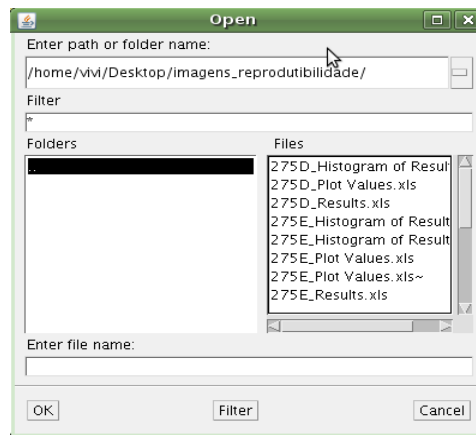 Open
Enter path or folder name:
/home/vivi/Desktop/imagens_reprodutibilidade/
Filter
*
Folders
..
Files
275D_Histogram of Resul
275D_Plot Values.xls
275D_Results.xls
275E_Histogram of Result
275E_Histogram of Result
275E_Plot Values.xls
275E_Plot Values.xls~
275E_Results.xls
Enter file name:
OK Filter Cancel